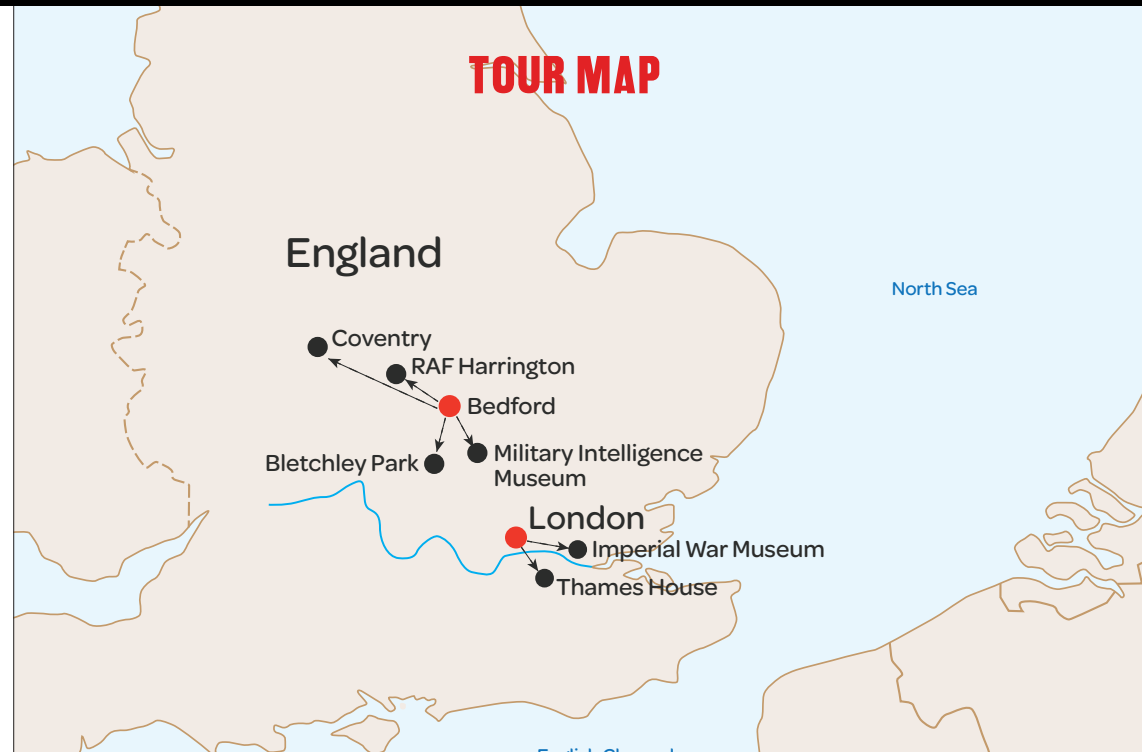 TOUR MAP
England
North Sea
Coventry
RAF Harrington
Bedford
Military Intelligence
Museum
Bletchley Park
London
Imperial War Museum
Thames House